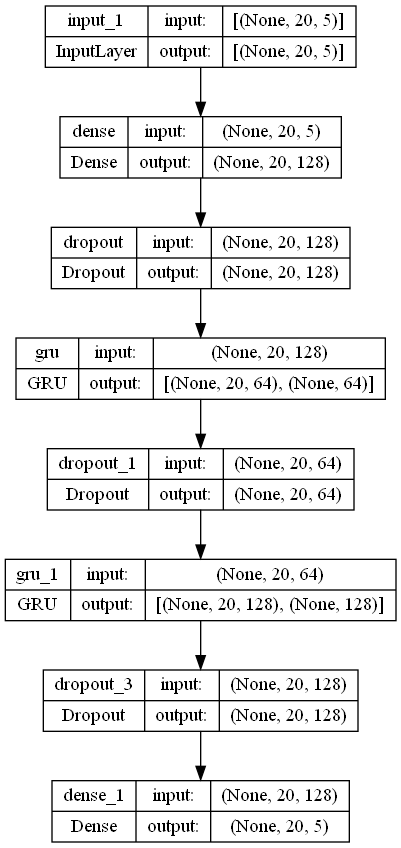 input_1 input: [(None, 20, 5)]
InputLayer output: [(None, 20, 5)]
dense input: (None, 20, 5)
Dense output: (None, 20, 128)
dropout input: (None, 20, 128)
Dropout output: (None, 20, 128)
gru input: (None, 20, 128)
GRU output: [(None, 20, 64), (None, 64)]
dropout_1 input: (None, 20, 64)
Dropout output: (None, 20, 64)
gru_1 input: (None, 20, 64)
GRU output: [(None, 20, 128), (None, 128)]
dropout_3 input: (None, 20, 128)
Dropout output: (None, 20, 128)
dense_1 input: (None, 20, 128)
Dense output: (None, 20, 5)